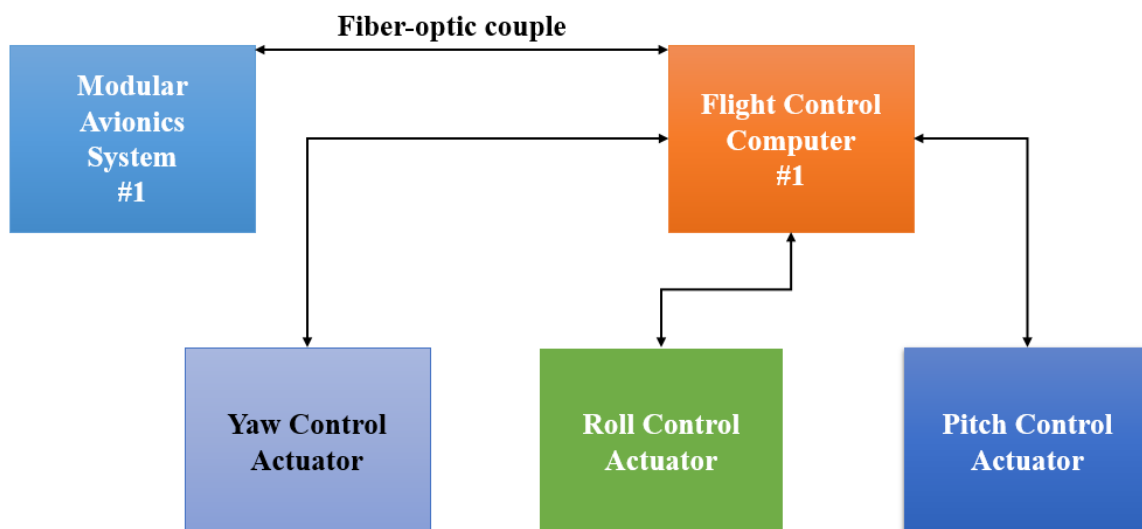 Fiber-optic couple
Modular
Avionics
System
#1
Flight Control
Computer
#1
Yaw Control
Actuator
Roll Control
Actuator
Pitch Control
Actuator